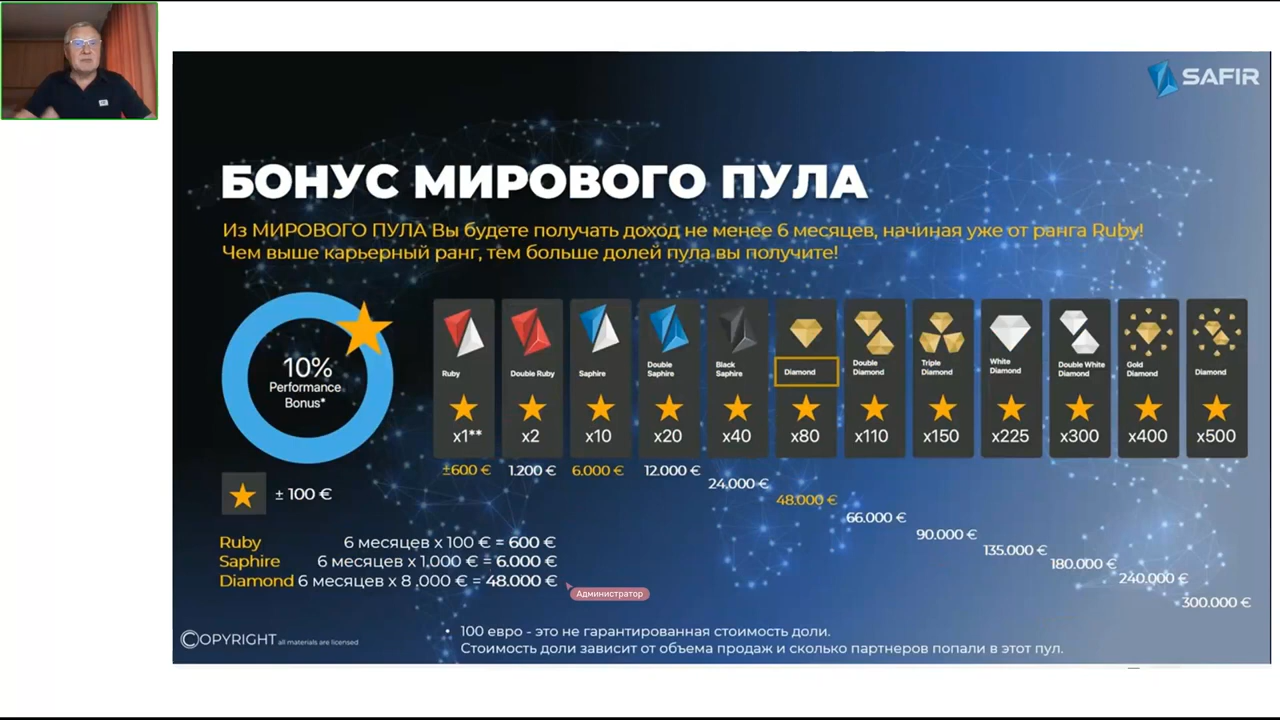 SAFIR
БОНУС МИРОВОГО ПУЛА
Из МИРОВОГО ПУЛА Вы будете получать доход не менее 6 месяцев, начиная уже от ранга Ruby!
Чем выше карьерный ранг, тем больше долей пула вы получите!
10%
Performance
Bonus*
Ruby
x1**
±600 €
Double Ruby
x2
1.200 €
Saphire
x10
6.000 €
Double
Saphire
x20
12.000 €
Black
Saphire
x40
24.000 €
Diamond
x80
48.000 €
Double
Diamond
x110
66.000 €
Triple
Diamond
x150
90.000 €
White
Diamond
x225
135.000 €
Double White
Diamond
x300
180.000 €
Gold
Diamond
x400
240.000 €
Diamond
x500
300.000 €
± 100 €
Ruby 6 месяцев x 100 € = 600 €
Saphire 6 месяцев x 1,000 € = 6.000 €
Diamond 6 месяцев x 8 ,000 € = 48.000 €
Администратор
©OPYRIGHT all materials are licensed
• 100 евро - это не гарантированная стоимость доли.
Стоимость доли зависит от объема продаж и сколько партнеров попали в этот пул.